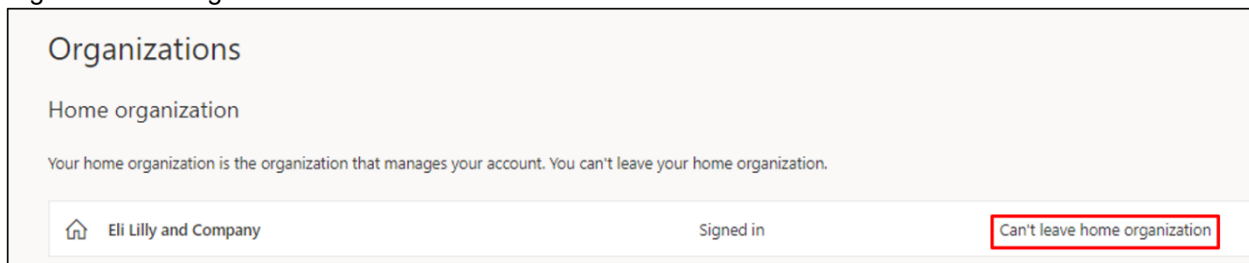 Organizations
Home organization
Your home organization is the organization that manages your account. You can't leave your home organization.
Eli Lilly and Company Signed in Can't leave home organization